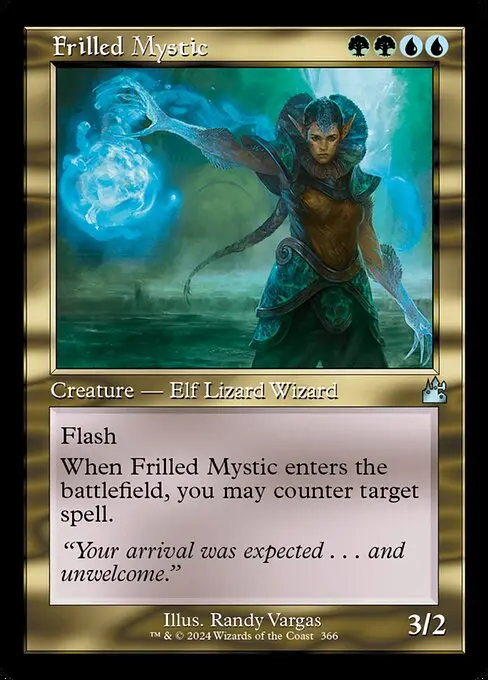 Frilled Mystic
Creature — Elf Lizard Wizard
Flash
When Frilled Mystic enters the
battlefield, you may counter target
spell.
“Your arrival was expected . . . and
unwelcome.”
Illus. Randy Vargas
™ & © 2024 Wizards of the Coast 366
3/2